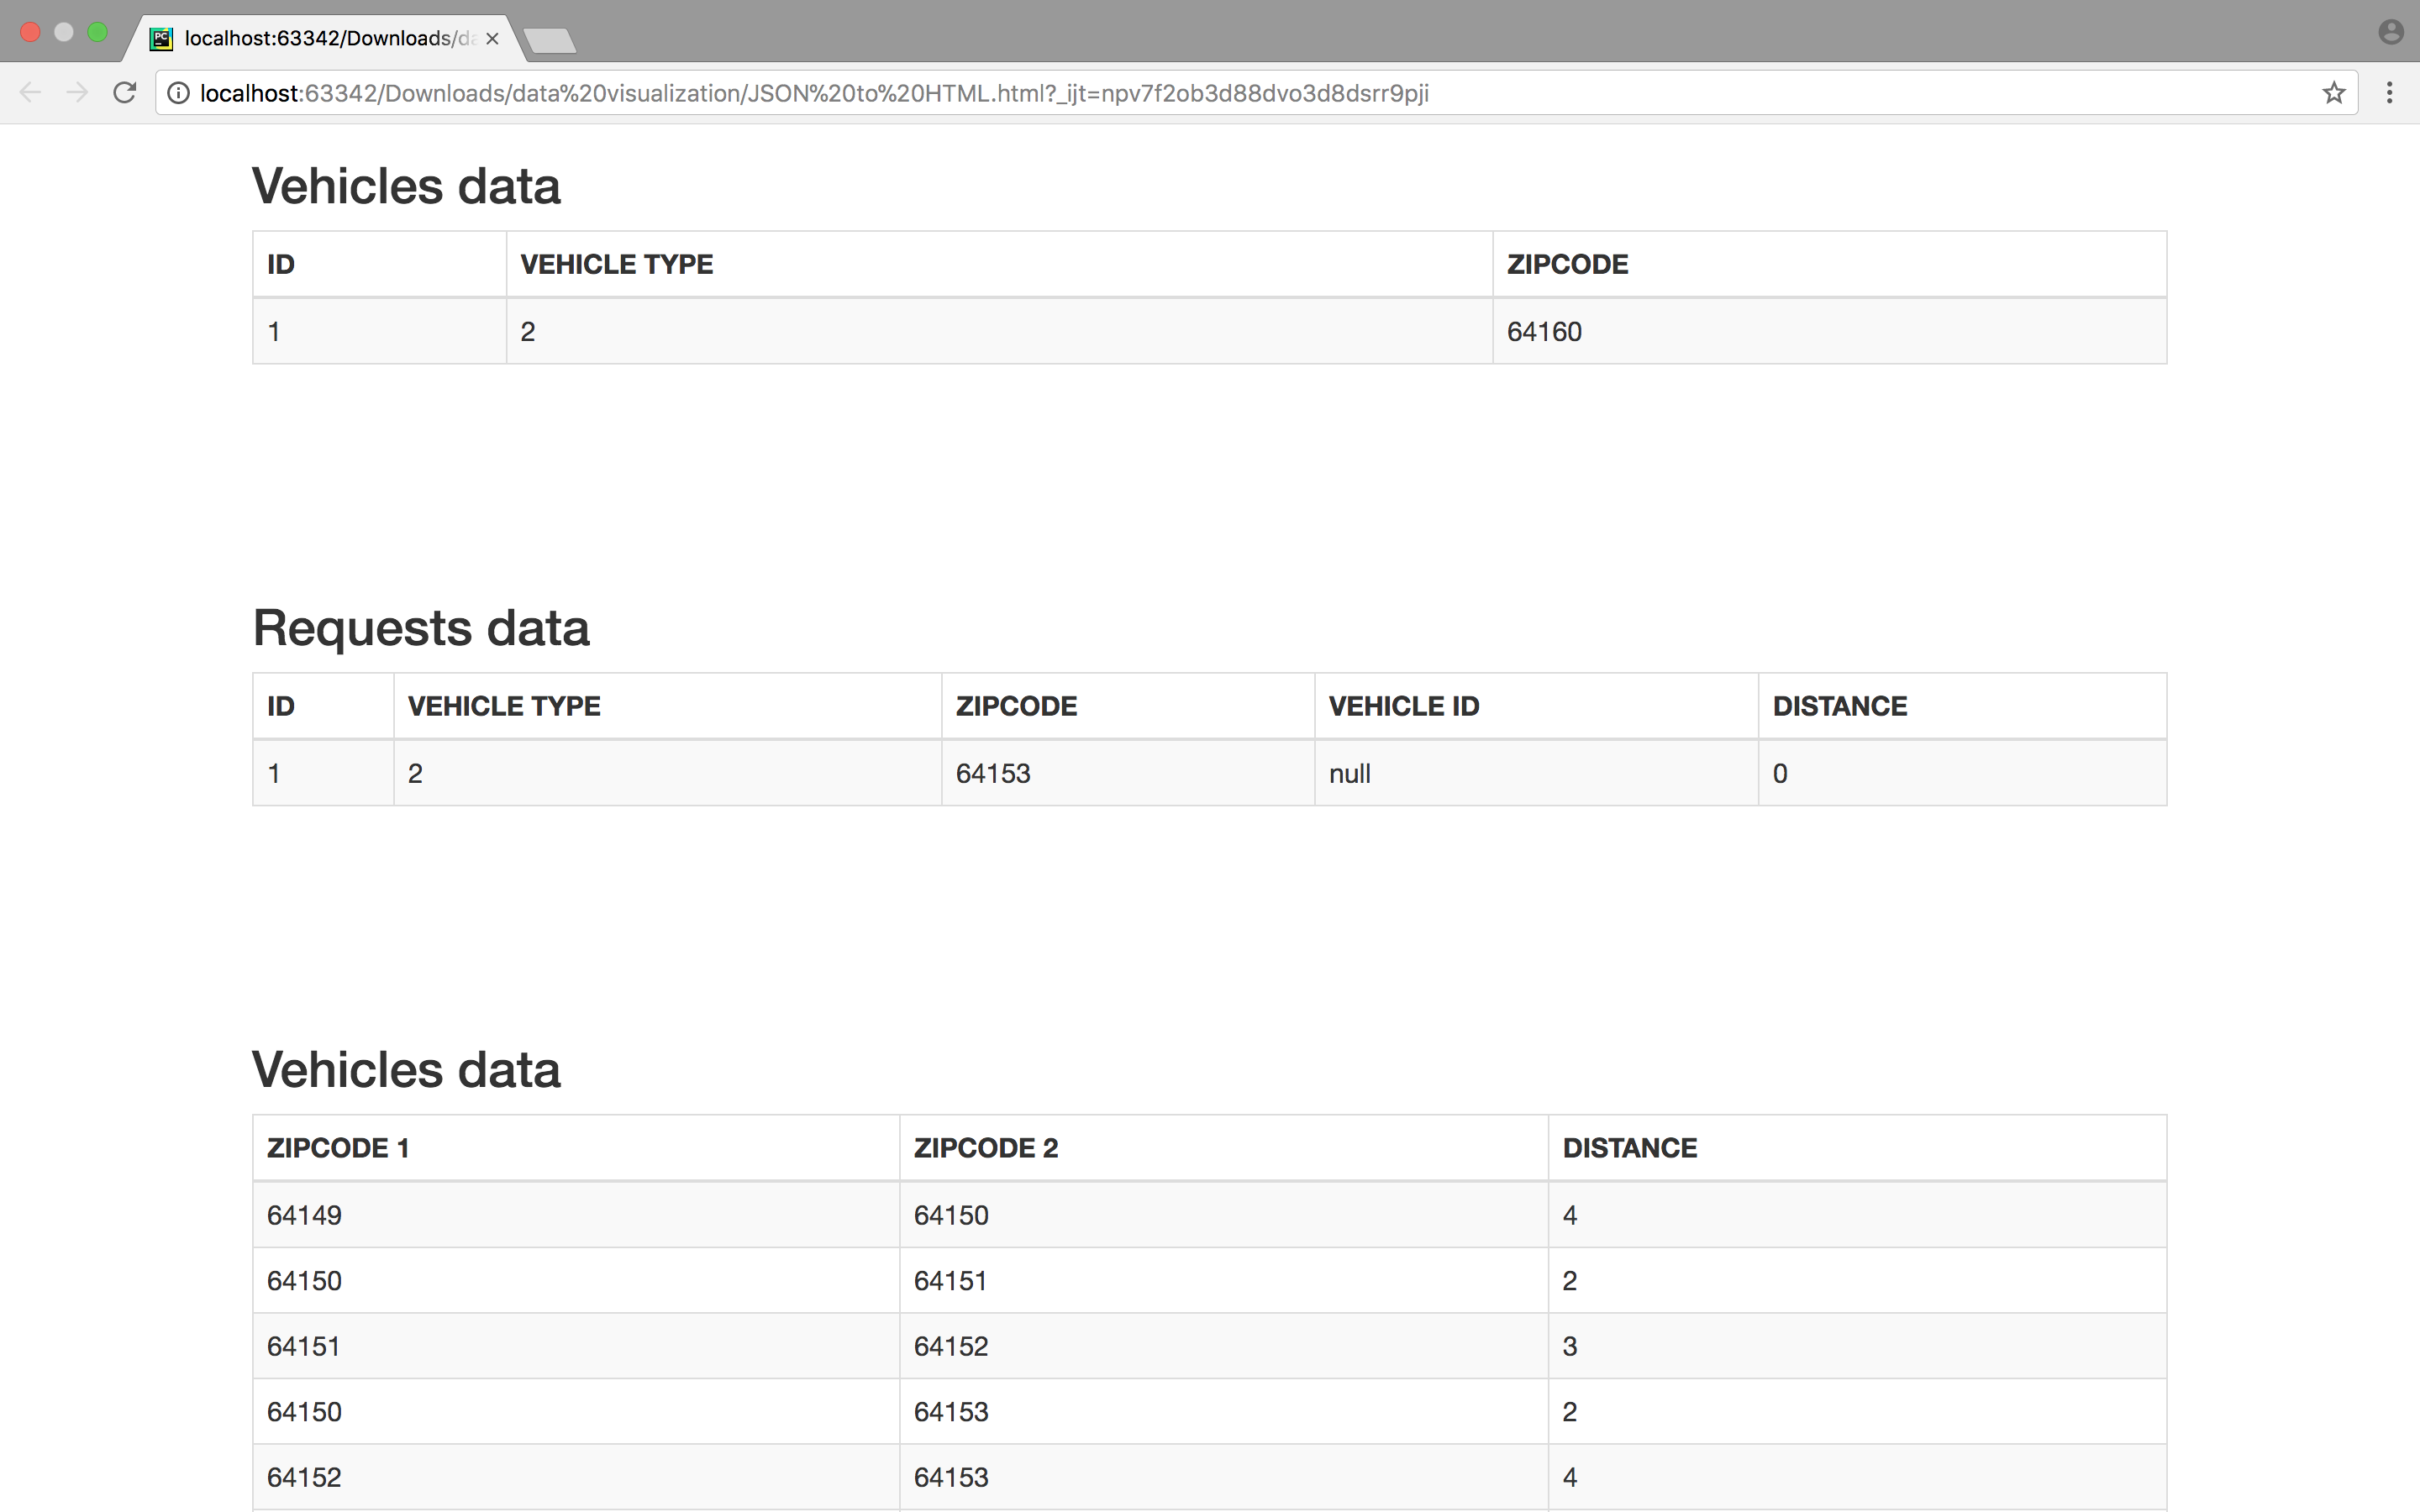 PC
localhost:63342/Downloads/da
localhost:63342/Downloads/data%20visualization/JSON%20to%20HTML.html?_ijt=npv7f2ob3d88dvo3d8dsrr9pji
Vehicles data
ID VEHICLE TYPE ZIPCODE
1 2 64160
Requests data
ID VEHICLE TYPE ZIPCODE VEHICLE ID DISTANCE
1 2 64153 null 0
Vehicles data
ZIPCODE 1 ZIPCODE 2 DISTANCE
64149 64150 4
64150 64151 2
64151 64152 3
64150 64153 2
64152 64153 4